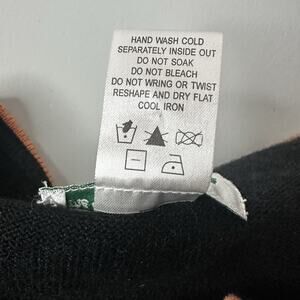 HAND WASH COLD
SEPARATELY INSIDE OUT
DO NOT SOAK
DO NOT BLEACH
DO NOT WRING OR TWIST
RESHAPE AND DRY FLAT
COOL IRON